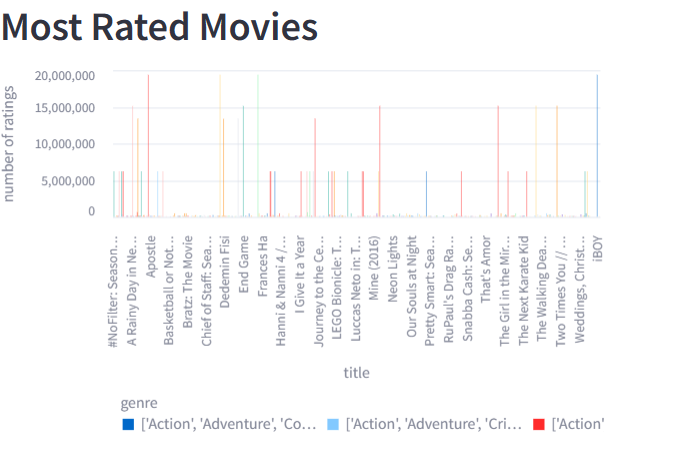 Most Rated Movies
number of ratings
20,000,000
15,000,000
10,000,000
5,000,000
0
#NoFilter: Season…
A Rainy Day in Ne…
Apostle
Basketball or Not…
Bratz: The Movie
Chief of Staff: Sea…
Dedemin Fisi
End Game
Frances Ha
Hanni & Nanni 4 /…
I Give It a Year
Journey to the Ce…
LEGO Bionicle: T…
Luccas Neto in: T…
Mine (2016)
Neon Lights
Our Souls at Night
Pretty Smart: Sea…
RuPaul's Drag Ra…
Snabba Cash: Se…
That's Amor
The Girl in the Mir…
The Next Karate Kid
The Walking Dea…
Two Times You // …
Weddings, Christ…
iBOY
title
genre
['Action', 'Adventure', 'Co… ['Action', 'Adventure', 'Cri… ['Action'